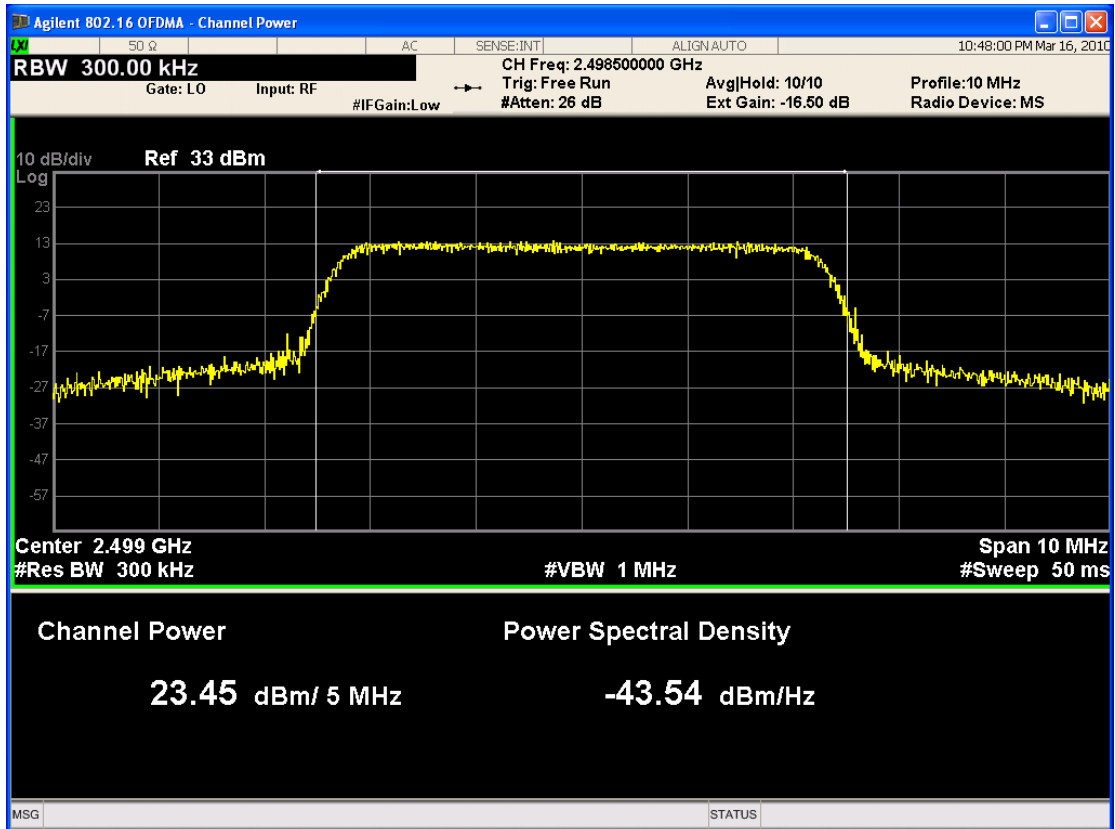 Agilent 802.16 OFDMA - Channel Power
LXI 50 Ω AC SENSE:INT ALIGN AUTO 10:48:00 PM Mar 16, 2010
RBW 300.00 kHz CH Freq: 2.498500000 GHz
Gate: LO Input: RF Trig: Free Run Avg|Hold: 10/10 Profile:10 MHz
#IFGain:Low #Atten: 26 dB Ext Gain: -16.50 dB Radio Device: MS
10 dB/div Ref 33 dBm
Log
23
13
3
-7
-17
-27
-37
-47
-57
Center 2.499 GHz Span 10 MHz
#Res BW 300 kHz #VBW 1 MHz #Sweep 50 ms
Channel Power Power Spectral Density
23.45 dBm/ 5 MHz -43.54 dBm/Hz
MSG STATUS